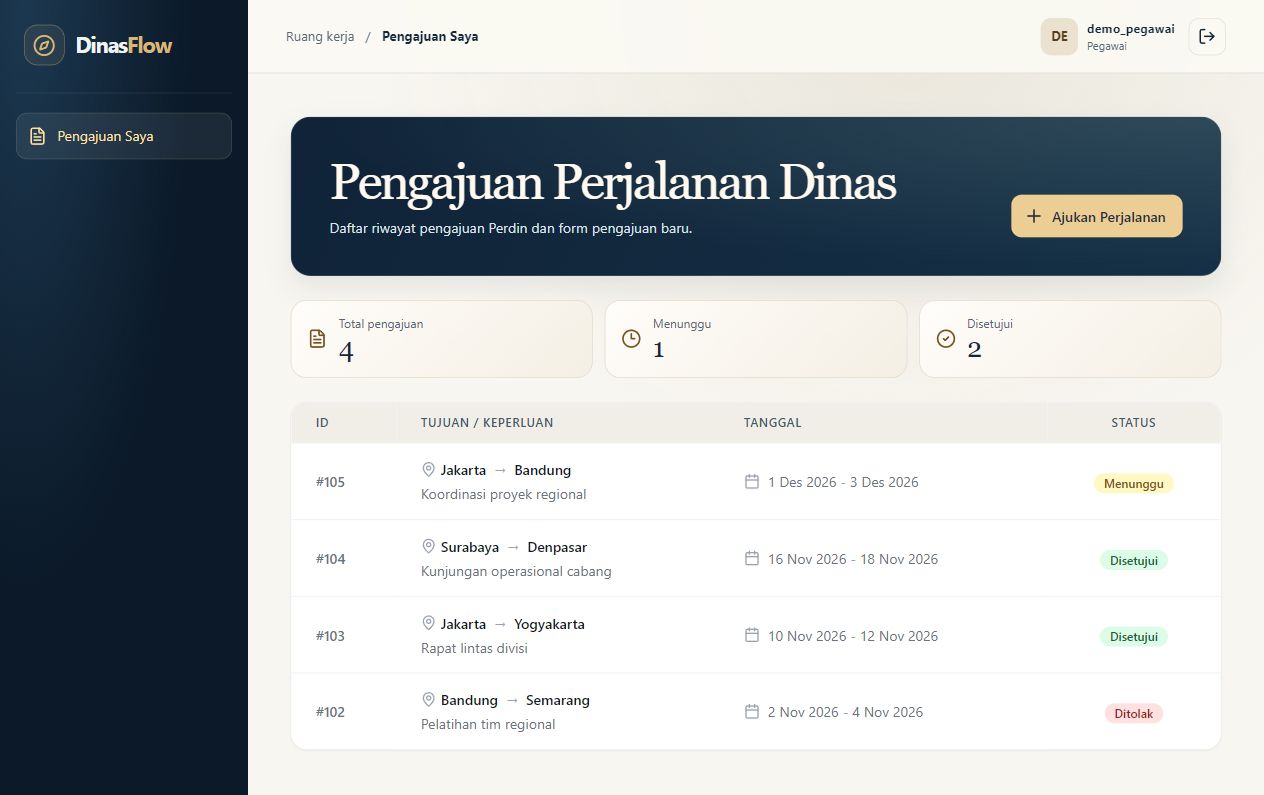 DinasFlow
Ruang kerja / Pengajuan Saya
DE
demo_pegawai
Pegawai
Pengajuan Saya
Pengajuan Perjalanan Dinas
Daftar riwayat pengajuan Perdin dan form pengajuan baru.
+ Ajukan Perjalanan
Total pengajuan
4
Menunggu
1
Disetujui
2
ID TUJUAN / KEPERLUAN TANGGAL STATUS
#105 Jakarta → Bandung 1 Des 2026 - 3 Des 2026 Menunggu
Koordinasi proyek regional
#104 Surabaya → Denpasar 16 Nov 2026 - 18 Nov 2026 Disetujui
Kunjungan operasional cabang
#103 Jakarta → Yogyakarta 10 Nov 2026 - 12 Nov 2026 Disetujui
Rapat lintas divisi
#102 Bandung → Semarang 2 Nov 2026 - 4 Nov 2026 Ditolak
Pelatihan tim regional